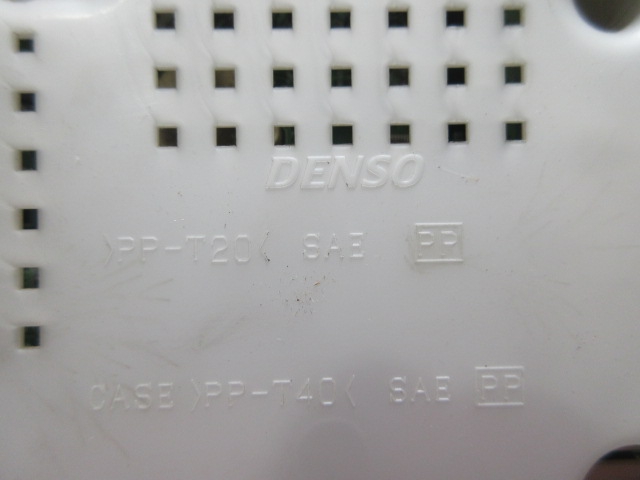 DENSO
>PP-T20< SAE PP
CASE >PP-T40< SAE PP